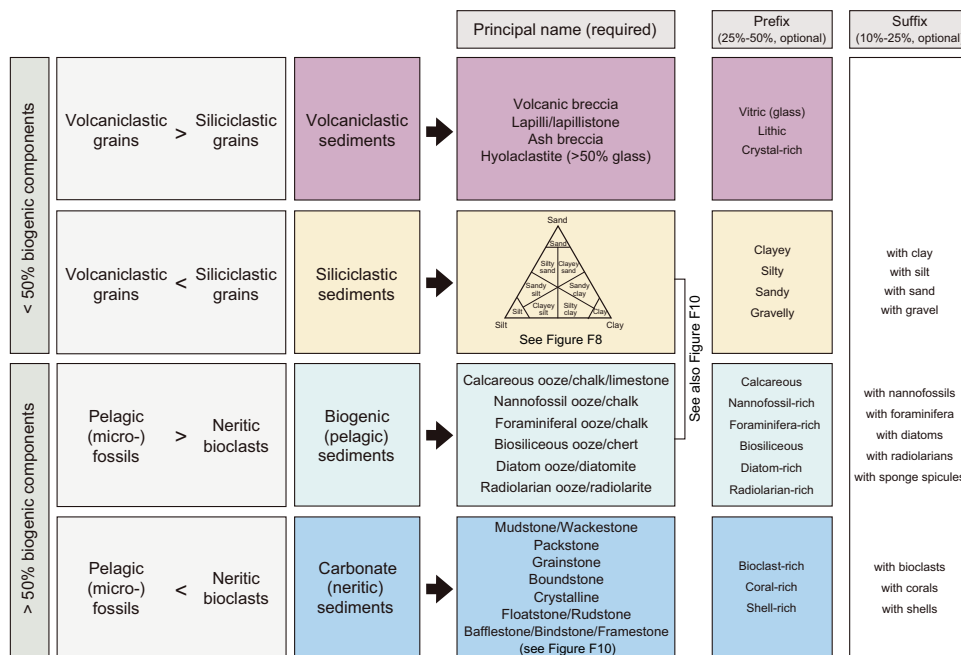 Principal name (required)
Prefix
(25%-50%, optional)
Suffix
(10%-25%, optional)
< 50% biogenic components
Volcaniclastic
grains
>
Siliciclastic
grains
Volcaniclastic
sediments
Volcanic breccia
Lapilli/lapillistone
Ash breccia
Hyolaclastite (>50% glass)
Vitric (glass)
Lithic
Crystal-rich
Volcaniclastic
grains
<
Siliciclastic
grains
Siliciclastic
sediments
Sand
Sand
Silty
sand
Clayey
sand
Sandy
silt
Sandy
clay
Silt
Clayey
silt
Silty
clay
Clay
Silt
Clay
See Figure F8
See also Figure F10
Clayey
Silty
Sandy
Gravelly
with clay
with silt
with sand
with gravel
> 50% biogenic components
Pelagic
(micro-)
fossils
>
Neritic
bioclasts
Biogenic
(pelagic)
sediments
Calcareous ooze/chalk/limestone
Nannofossil ooze/chalk
Foraminiferal ooze/chalk
Biosiliceous ooze/chert
Diatom ooze/diatomite
Radiolarian ooze/radiolarite
Calcareous
Nannofossil-rich
Foraminifera-rich
Biosiliceous
Diatom-rich
Radiolarian-rich
with nannofossils
with foraminifera
with diatoms
with radiolarians
with sponge spicules
Pelagic
(micro-)
fossils
<
Neritic
bioclasts
Carbonate
(neritic)
sediments
Mudstone/Wackestone
Packstone
Grainstone
Boundstone
Crystalline
Floatstone/Rudstone
Bafflestone/Bindstone/Framestone
(see Figure F10)
Bioclast-rich
Coral-rich
Shell-rich
with bioclasts
with corals
with shells